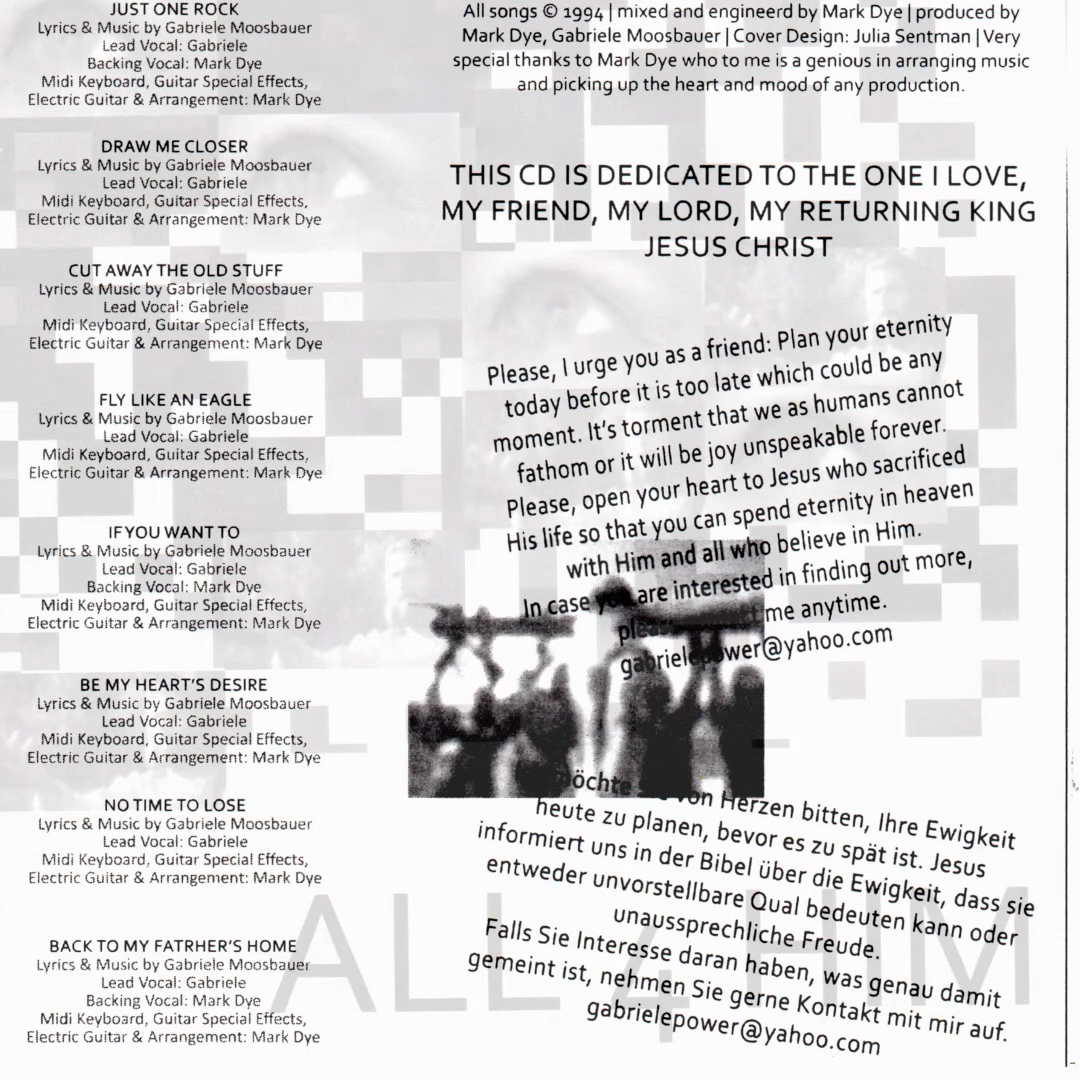 JUST ONE ROCK
Lyrics & Music by Gabriele Moosbauer
Lead Vocal: Gabriele
Backing Vocal: Mark Dye
Midi Keyboard, Guitar Special Effects,
Electric Guitar & Arrangement: Mark Dye
DRAW ME CLOSER
Lyrics & Music by Gabriele Moosbauer
Lead Vocal: Gabriele
Midi Keyboard, Guitar Special Effects,
Electric Guitar & Arrangement: Mark Dye
CUT AWAY THE OLD STUFF
Lyrics & Music by Gabriele Moosbauer
Lead Vocal: Gabriele
Midi Keyboard, Guitar Special Effects,
Electric Guitar & Arrangement: Mark Dye
FLY LIKE AN EAGLE
Lyrics & Music by Gabriele Moosbauer
Lead Vocal: Gabriele
Midi Keyboard, Guitar Special Effects,
Electric Guitar & Arrangement: Mark Dye
IF YOU WANT TO
Lyrics & Music by Gabriele Moosbauer
Lead Vocal: Gabriele
Backing Vocal: Mark Dye
Midi Keyboard, Guitar Special Effects,
Electric Guitar & Arrangement: Mark Dye
BE MY HEART'S DESIRE
Lyrics & Music by Gabriele Moosbauer
Lead Vocal: Gabriele
Midi Keyboard, Guitar Special Effects,
Electric Guitar & Arrangement: Mark Dye
NO TIME TO LOSE
Lyrics & Music by Gabriele Moosbauer
Lead Vocal: Gabriele
Midi Keyboard, Guitar Special Effects,
Electric Guitar & Arrangement: Mark Dye
BACK TO MY FATRHER'S HOME
Lyrics & Music by Gabriele Moosbauer
Lead Vocal: Gabriele
Backing Vocal: Mark Dye
Midi Keyboard, Guitar Special Effects,
Electric Guitar & Arrangement: Mark Dye
All songs © 1994 | mixed and engineerd by Mark Dye | produced by
Mark Dye, Gabriele Moosbauer | Cover Design: Julia Sentman | Very
special thanks to Mark Dye who to me is a genious in arranging music
and picking up the heart and mood of any production.
THIS CD IS DEDICATED TO THE ONE I LOVE,
MY FRIEND, MY LORD, MY RETURNING KING
JESUS CHRIST
Please, I urge you as a friend: Plan your eternity
today before it is too late which could be any
moment. It's torment that we as humans cannot
fathom or it will be joy unspeakable forever.
Please, open your heart to Jesus who sacrificed
His life so that you can spend eternity in heaven
with Him and all who believe in Him.
In case you are interested in finding out more,
me anytime.
gabrielepower@yahoo.com
möchte von Herzen bitten, Ihre Ewigkeit
heute zu planen, bevor es zu spät ist. Jesus
informiert uns in der Bibel über die Ewigkeit, dass sie
entweder unvorstellbare Qual bedeuten kann oder
unaussprechliche Freude.
Falls Sie Interesse daran haben, was genau damit
gemeint ist, nehmen Sie gerne Kontakt mit mir auf.
gabrielepower@yahoo.com
ALL 4 HIM